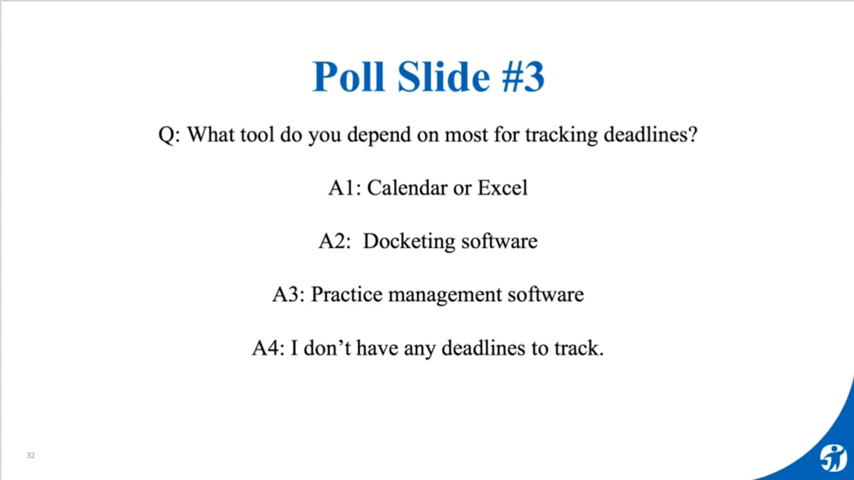 Poll Slide #3
Q: What tool do you depend on most for tracking deadlines?
A1: Calendar or Excel
A2:  Docketing software
A3: Practice management software
A4: I don’t have any deadlines to track.
32